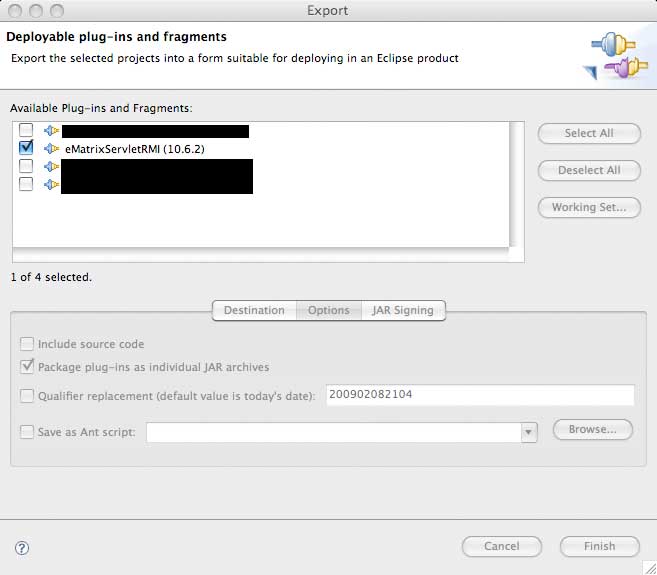 Export
Deployable plug-ins and fragments
Export the selected projects into a form suitable for deploying in an Eclipse product
Available Plug-ins and Fragments:
eMatrixServletRMI (10.6.2)
Select All
Deselect All
Working Set...
1 of 4 selected.
Destination Options JAR Signing
Include source code
Package plug-ins as individual JAR archives
Qualifier replacement (default value is today's date): 200902082104
Save as Ant script: Browse...
? Cancel Finish